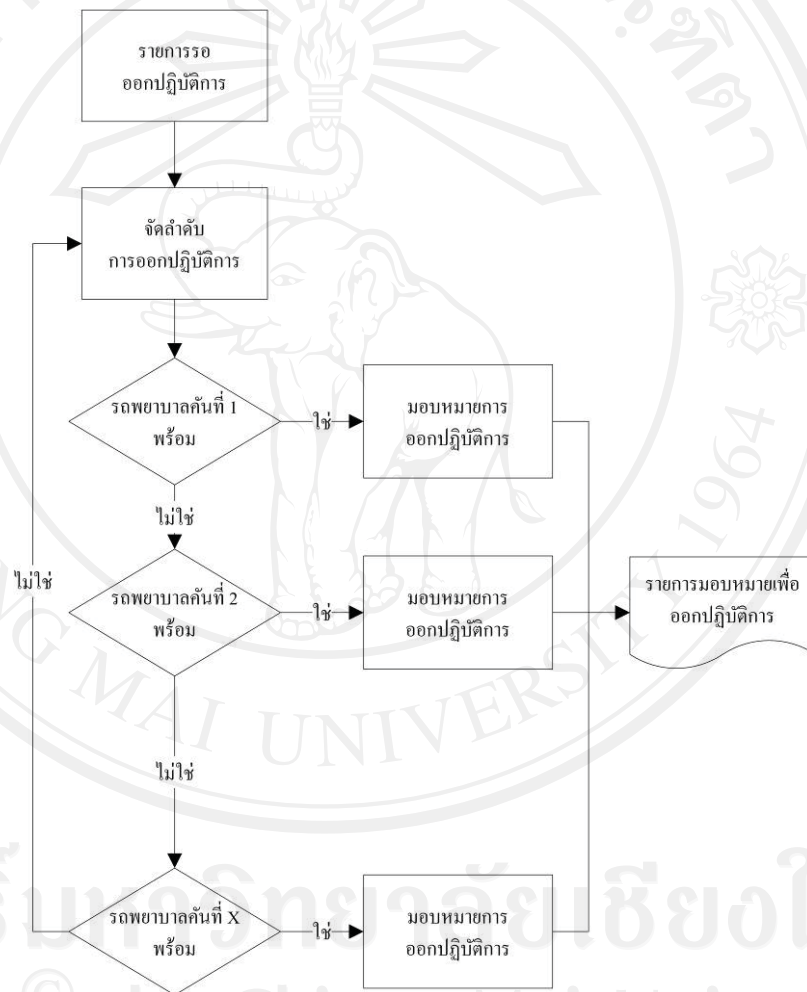 รายการรอ
ออกปฏิบัติการ
จัดลำดับ
การออกปฏิบัติการ
รถพยาบาลคันที่ 1
พร้อม
ใช่
มอบหมายการ
ออกปฏิบัติการ
ไม่ใช่
รถพยาบาลคันที่ 2
พร้อม
ใช่
มอบหมายการ
ออกปฏิบัติการ
รายการมอบหมายเพื่อ
ออกปฏิบัติการ
ไม่ใช่
ไม่ใช่
รถพยาบาลคันที่ X
พร้อม
ใช่
มอบหมายการ
ออกปฏิบัติการ
MAI UNIVERSITY 1964